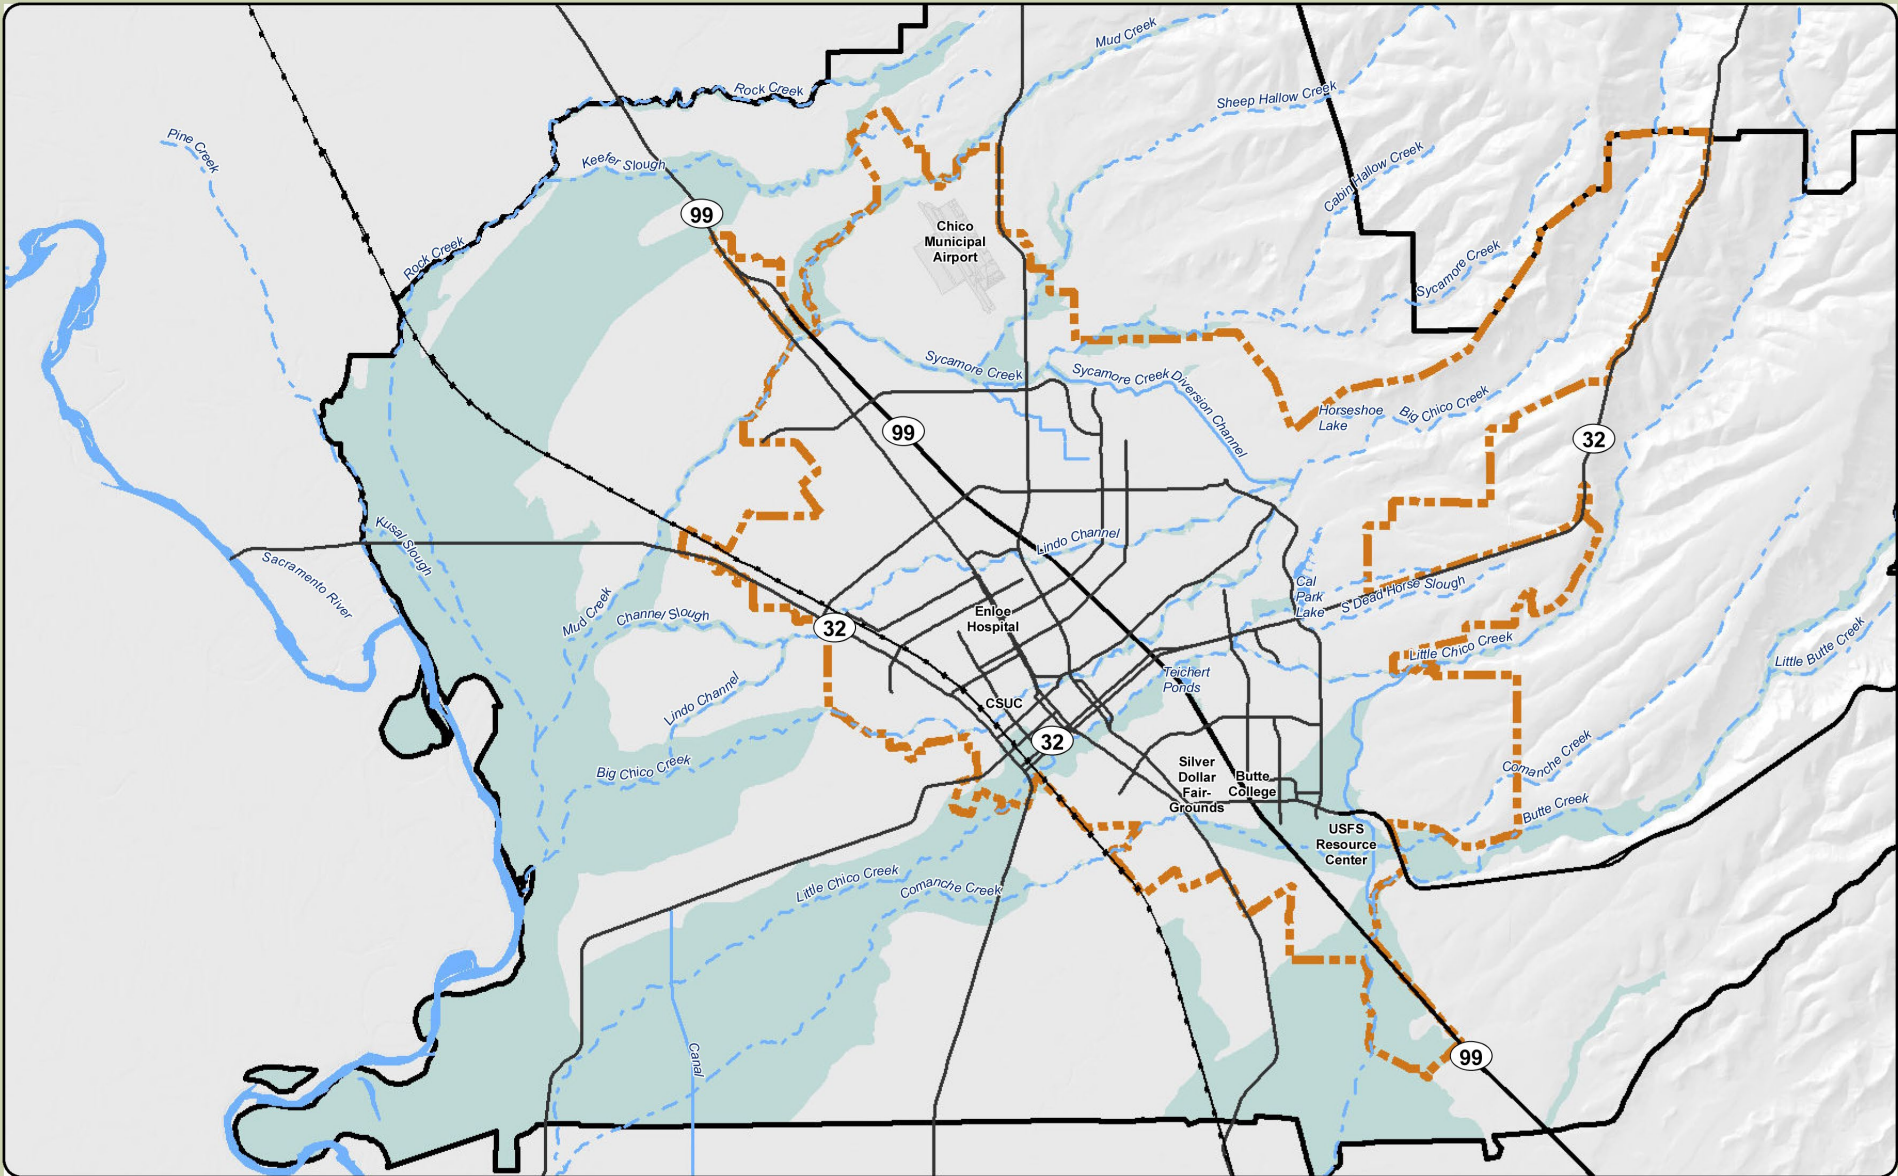 Mud Creek
Rock Creek
Sheep Hallow Creek
Pine Creek
Keefer Slough
Cabin Hallow Creek
99
Chico
Municipal
Airport
Rock Creek
Sycamore Creek
Sycamore Creek
Sycamore Creek Diversion Channel
Horseshoe
Lake
Big Chico Creek
99
32
Kusal Slough
Lindo Channel
Sacramento River
Cal
Park
Lake
S Dead Horse Slough
Mud Creek
Channel Slough
Enloe
Hospital
32
Little Chico Creek
Little Butte Creek
Teichert
Ponds
Lindo Channel
CSUC
32
Big Chico Creek
Comanche Creek
Silver
Dollar
Fair-
Grounds
Butte
College
Butte Creek
USFS
Resource
Center
Little Chico Creek
Comanche Creek
Canal
99